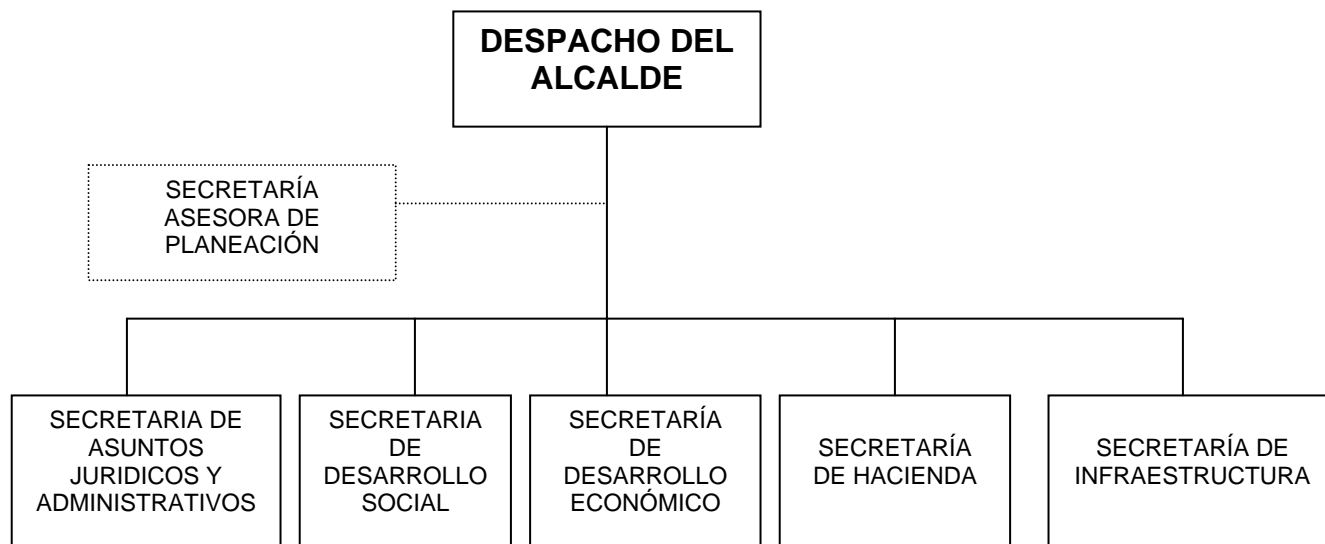 DESPACHO DEL
ALCALDE
SECRETARÍA
ASESORA DE
PLANEACIÓN
SECRETARIA DE
ASUNTOS
JURIDICOS Y
ADMINISTRATIVOS
SECRETARIA
DE
DESARROLLO
SOCIAL
SECRETARÍA
DE
DESARROLLO
ECONÓMICO
SECRETARÍA
DE HACIENDA
SECRETARÍA DE
INFRAESTRUCTURA